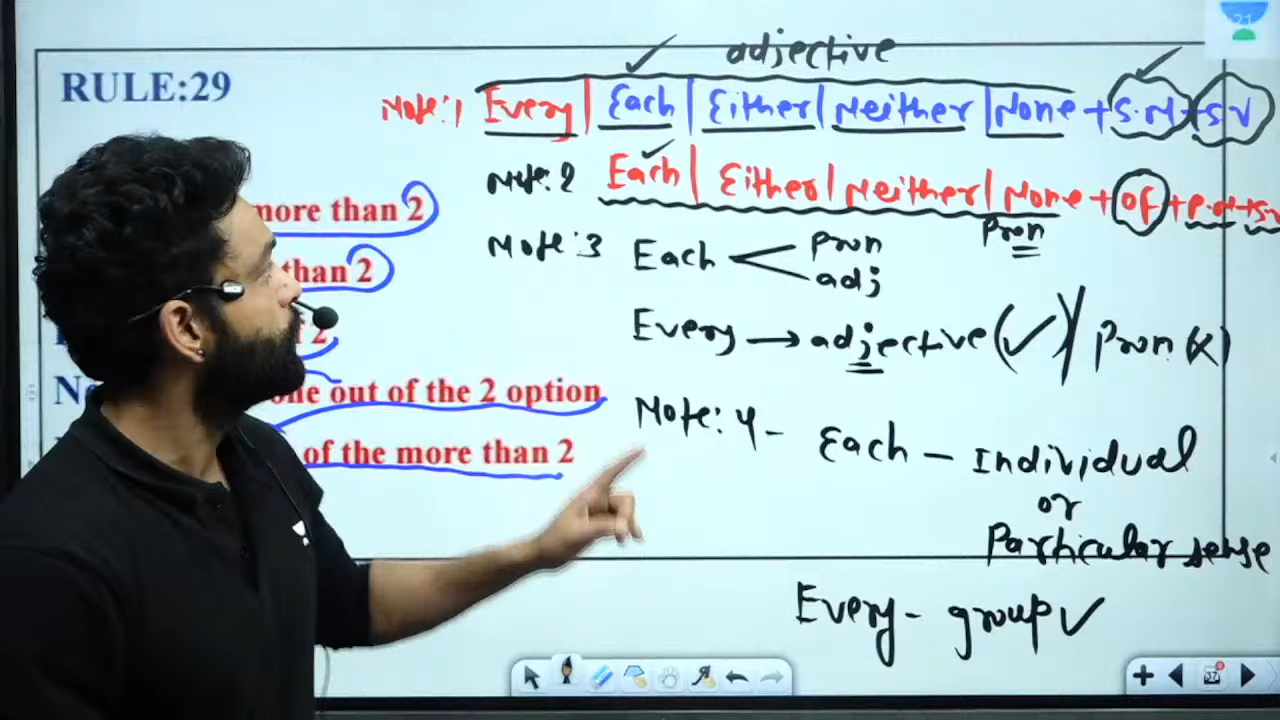 21
adjective
RULE:29
Note:1 Every | Each | Either | Neither | None + S.N + S.V
Note:2 Each | Either | Neither | None + OF + P.N + S.V
more than 2
Pron
Note:3 Each
Pron
adj
than 2
2
Every → adjective (✓) / Pron (x)
one out of the 2 option
Note: 4 -
Each - Individual
or
Particular sense
of the more than 2
Every - group ✓